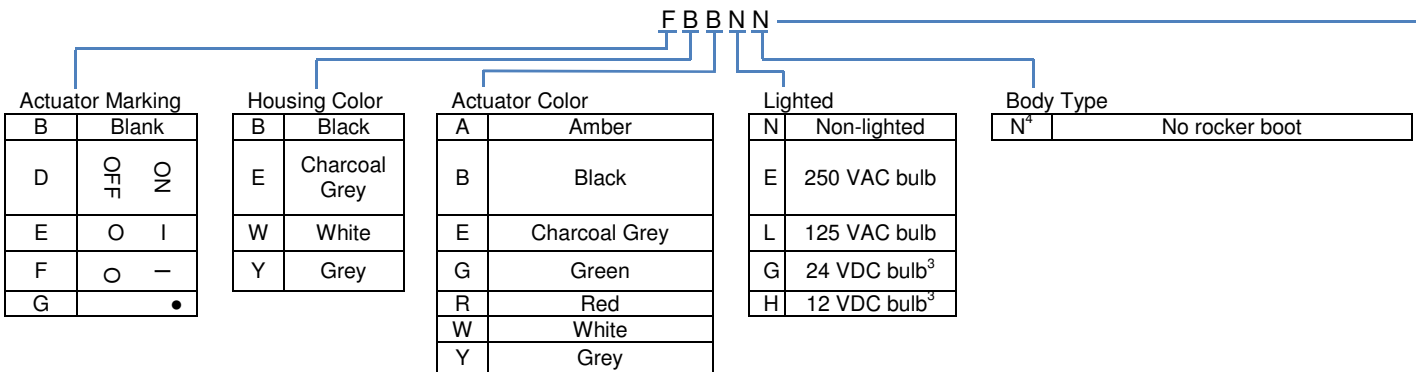 F B B N N
Actuator Marking
B Blank
D OFF ON
E O I
F O –
G ●
Housing Color
B Black
E Charcoal
Grey
W White
Y Grey
Actuator Color
A Amber
B Black
E Charcoal Grey
G Green
R Red
W White
Y Grey
Lighted
N Non-lighted
E 250 VAC bulb
L 125 VAC bulb
G 24 VDC bulb³
H 12 VDC bulb³
Body Type
N⁴ No rocker boot